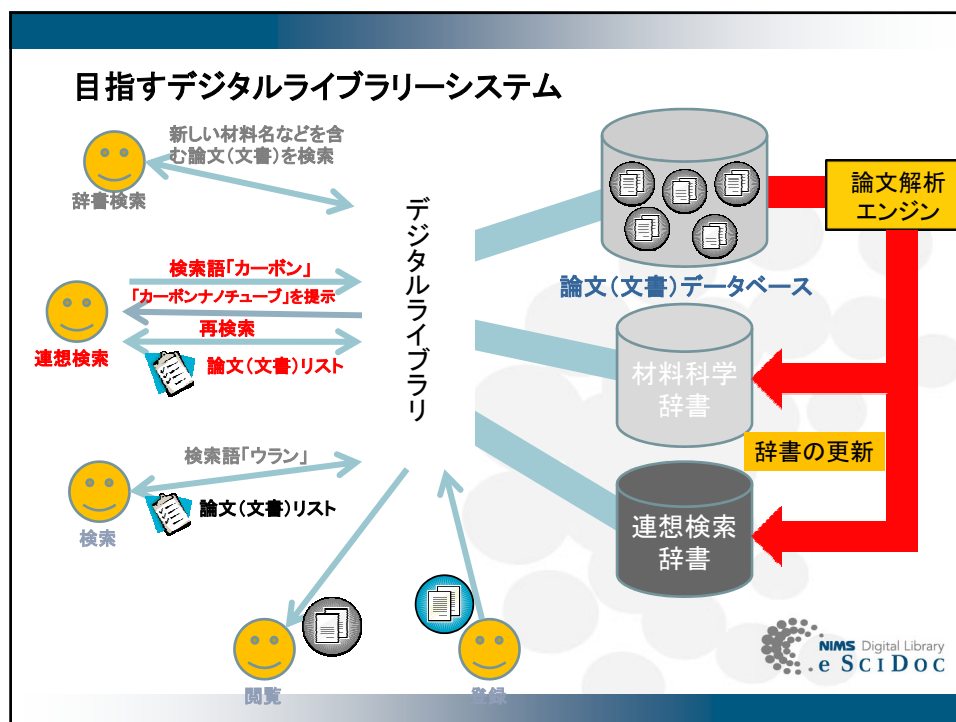 目指すデジタルライブラリーシステム
新しい材料名などを含
む論文(文書)を検索
辞書検索
検索語「カーボン」
「カーボンナノチューブ」を提示
再検索
連想検索
論文(文書)リスト
検索語「ウラン」
論文(文書)リスト
検索
閲覧
登録
デジタルライブラリ
論文(文書)データベース
論文解析
エンジン
材料科学
辞書
辞書の更新
連想検索
辞書
NIMS Digital Library
e SciDoc